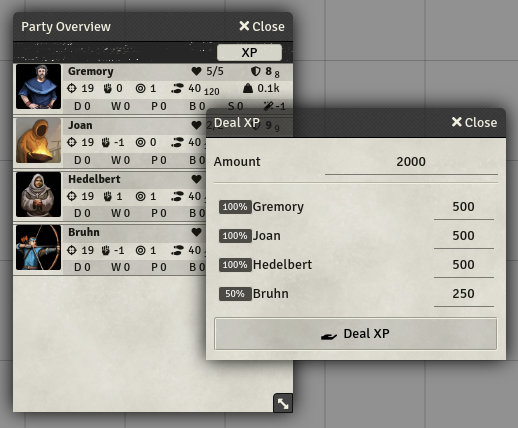 Party Overview
Close
XP
Gremory 5/5 8 8
19 0 1 40 120 0.1k
D 0 W 0 P 0 B 0 S 0 -1
Joan 9 9
19 -1 0 40
D 0 W 0 P 0 B 0
Hedelbert
19 1 1 40
D 0 W 0 P 0 B 0
Bruhn
19 -1 1 40
D 0 W 0 P 0 B 0
Deal XP
Close
Amount 2000
100% Gremory 500
100% Joan 500
100% Hedelbert 500
50% Bruhn 250
Deal XP